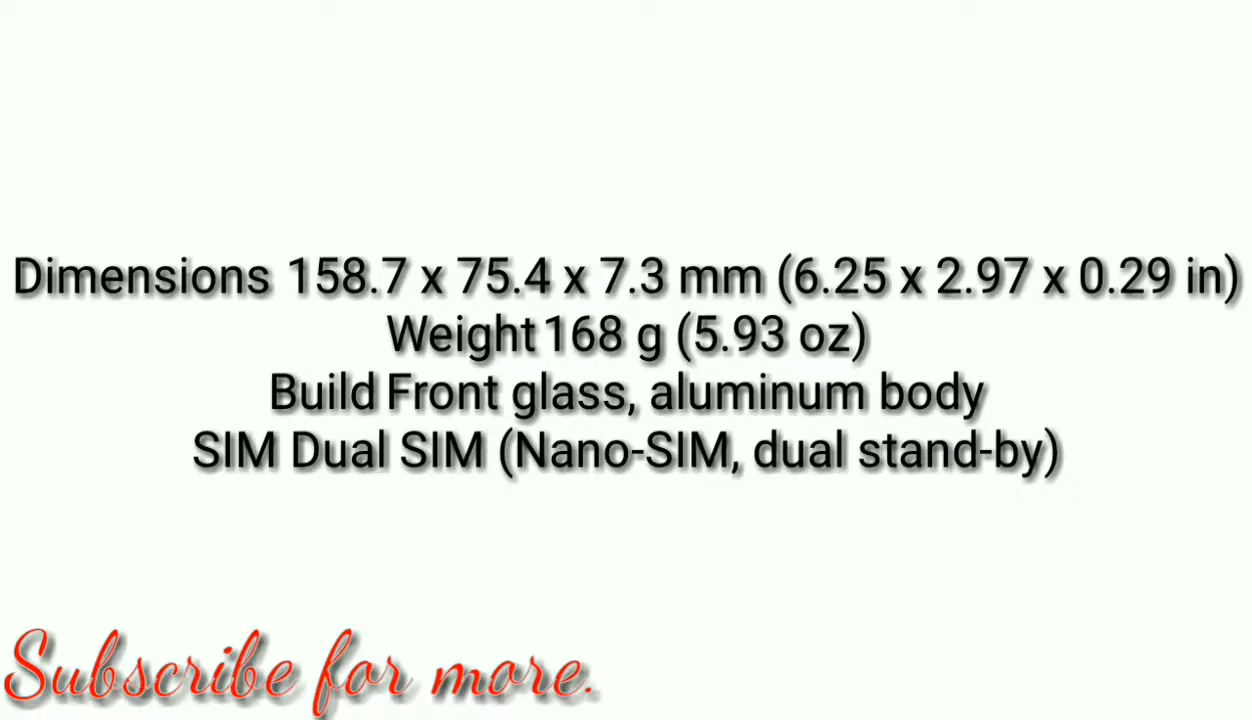 Dimensions 158.7 x 75.4 x 7.3 mm (6.25 x 2.97 x 0.29 in)
Weight 168 g (5.93 oz)
Build Front glass, aluminum body
SIM Dual SIM (Nano-SIM, dual stand-by)
Subscribe for more.